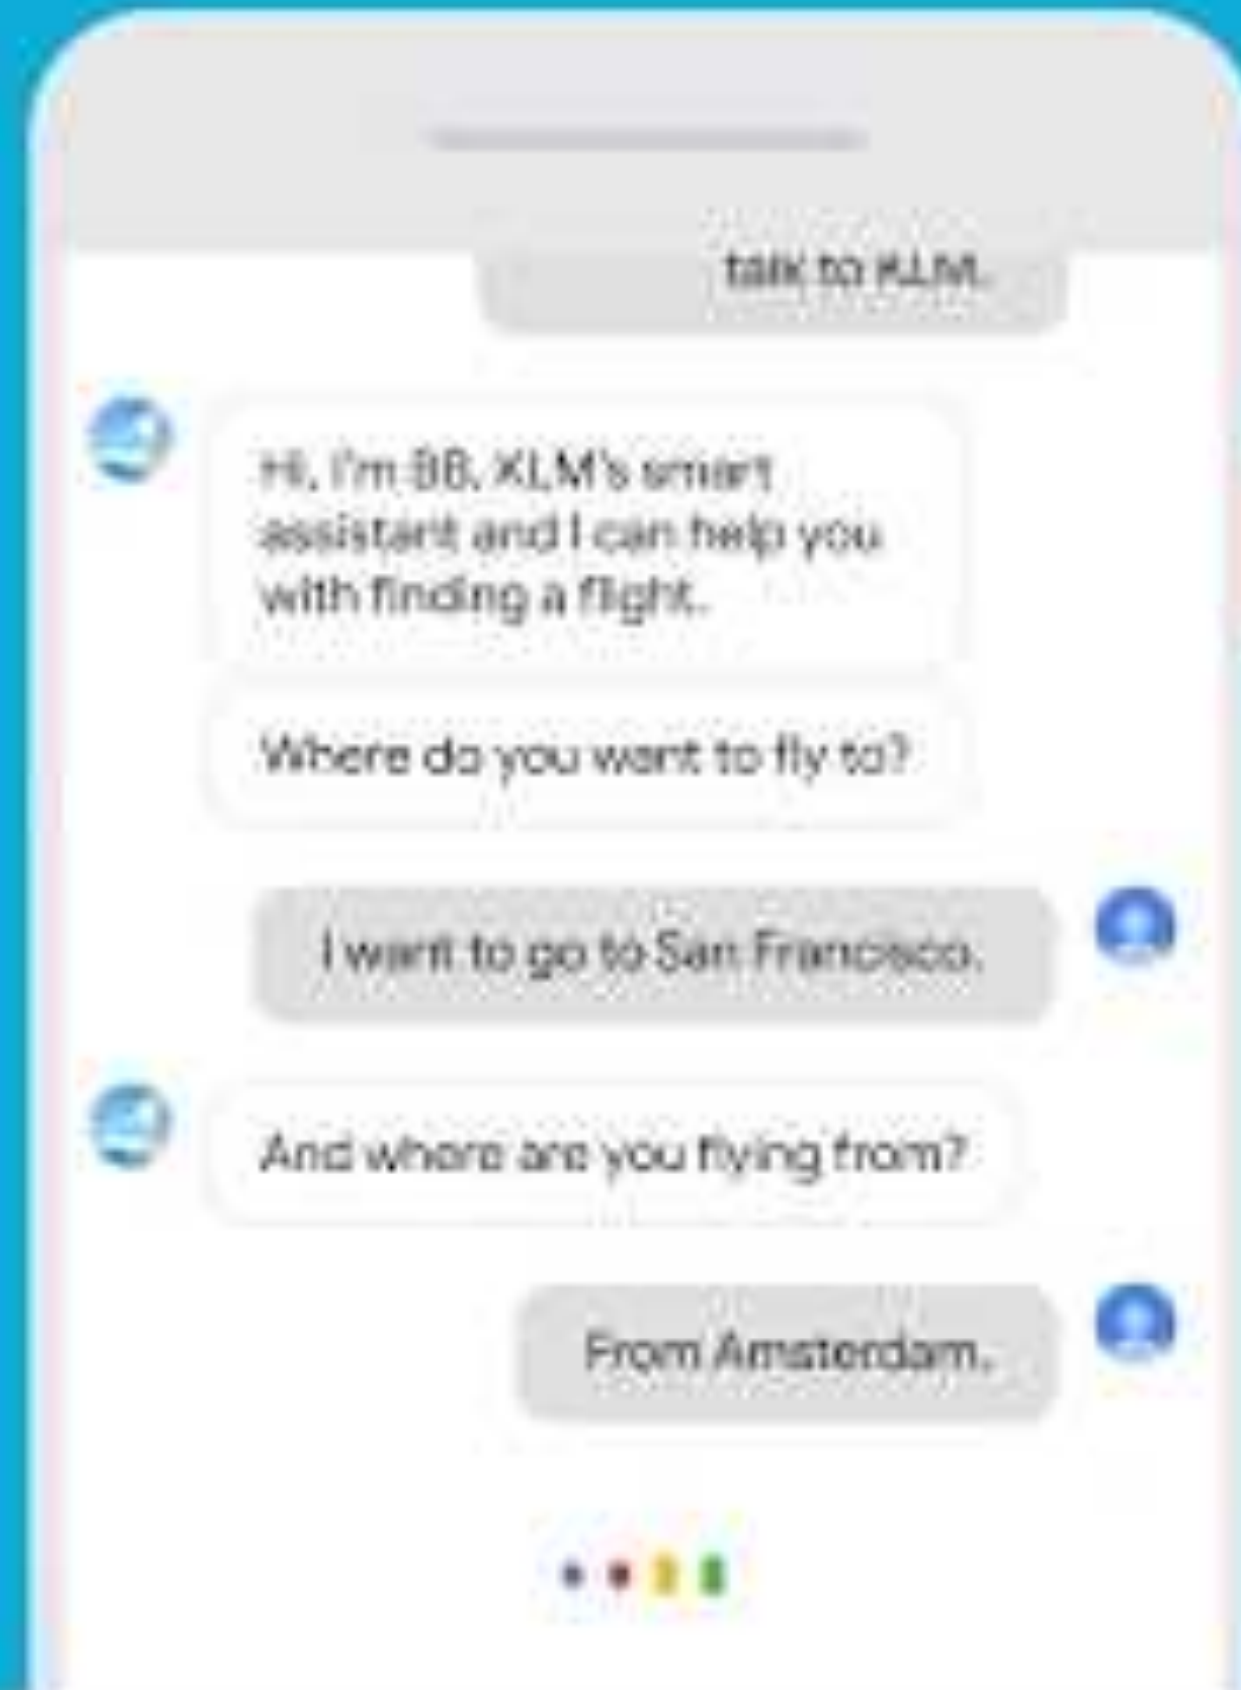 talk to KLM.
Hi, I'm BB, KLM's smart
assistant and I can help you
with finding a flight.
Where do you want to fly to?
I want to go to San Francisco.
And where are you flying from?
From Amsterdam.